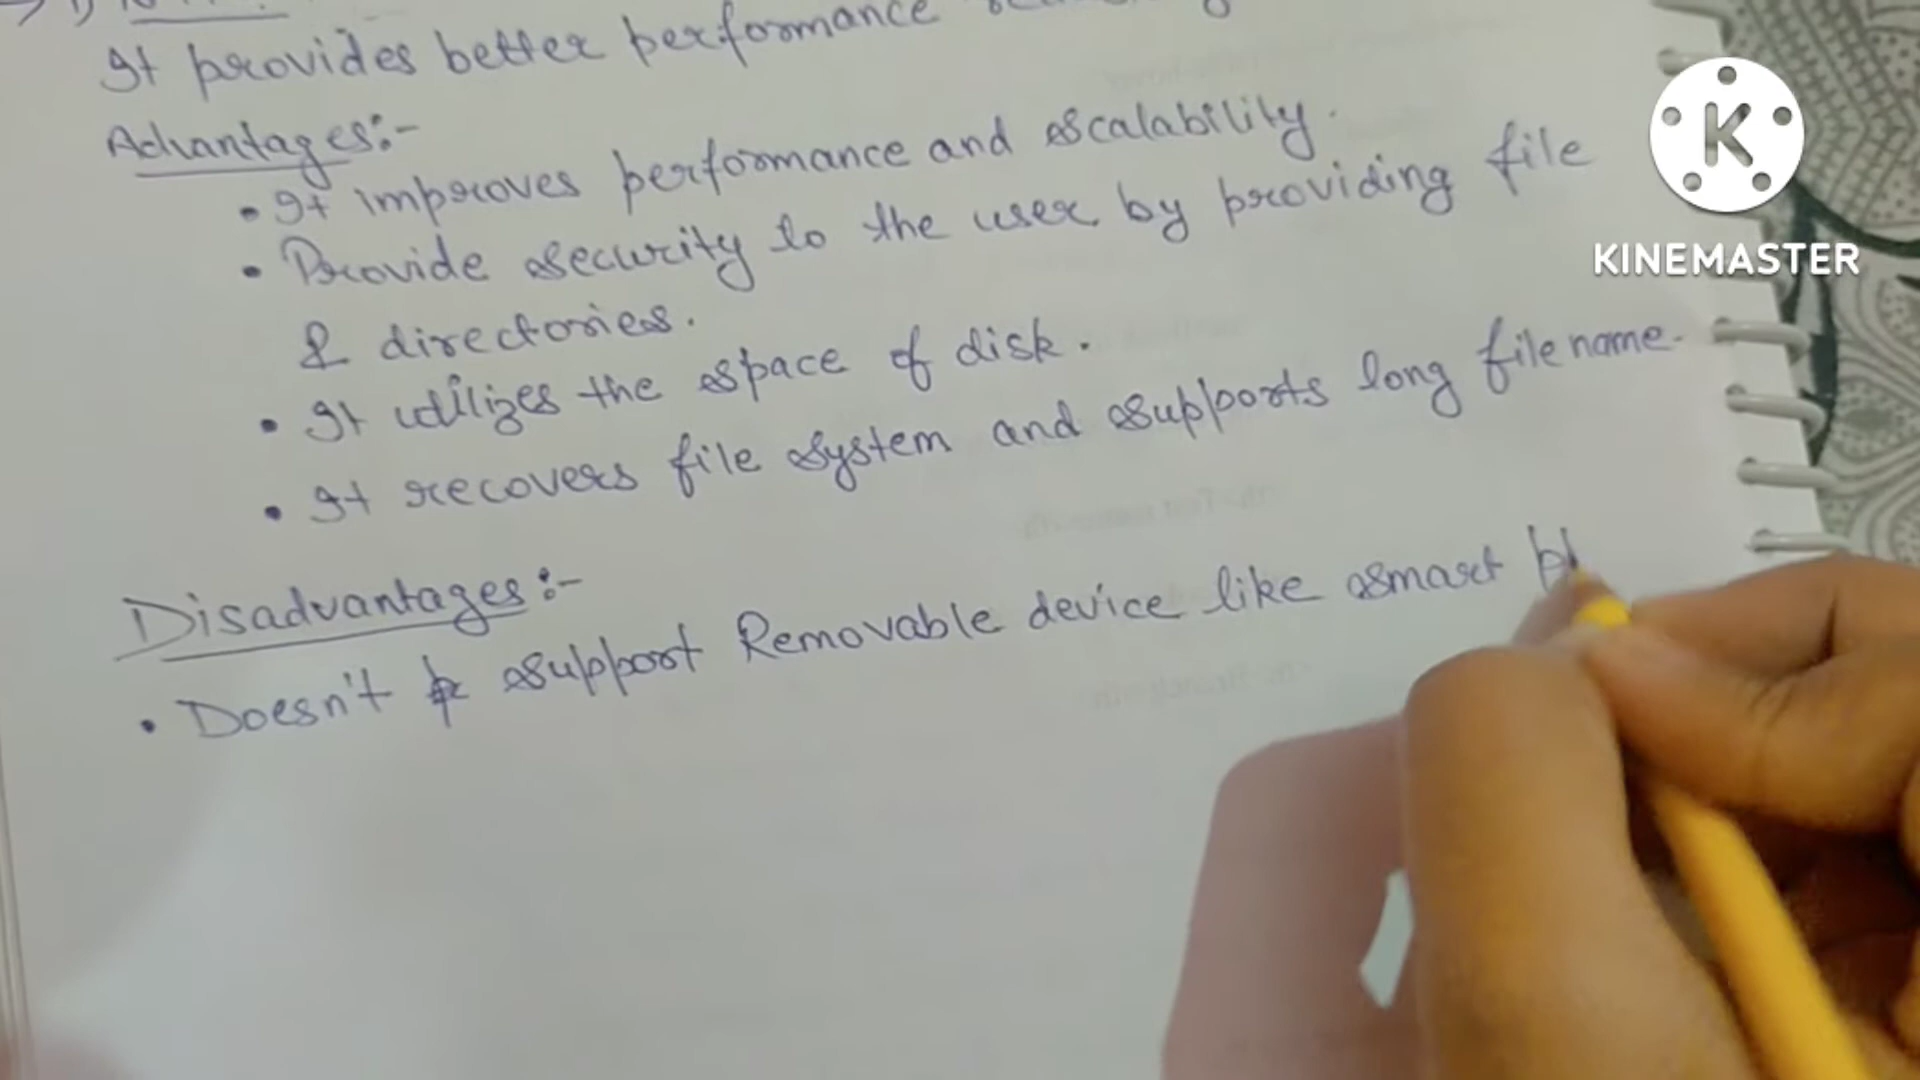 It provides better performance
Advantages:-
• It improves performance and scalability.
• Provide security to the user by providing file
& directories.
• It utilizes the space of disk.
• It recovers file system and supports long filename.
Disadvantages:-
• Doesn't support Removable device like smart ph
KINEMASTER